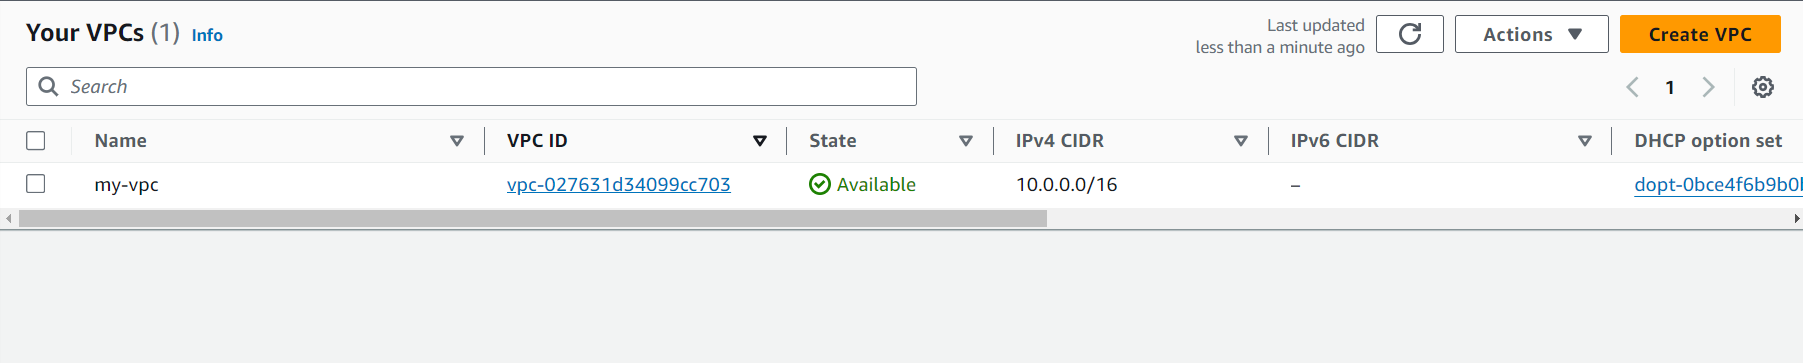 Your VPCs (1) Info
Last updated
less than a minute ago
Actions
Create VPC
Search
1
Name VPC ID State IPv4 CIDR IPv6 CIDR DHCP option set
my-vpc vpc-027631d34099cc703 Available 10.0.0.0/16 – dopt-0bce4f6b9b0